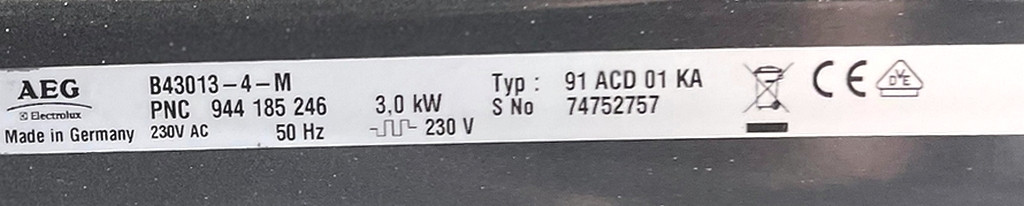 AEG
Electrolux
Made in Germany
B43013-4-M
PNC 944 185 246
230V AC 50 Hz
3,0 kW
230 V
Typ : 91 ACD 01 KA
S No 74752757
CE
DVE